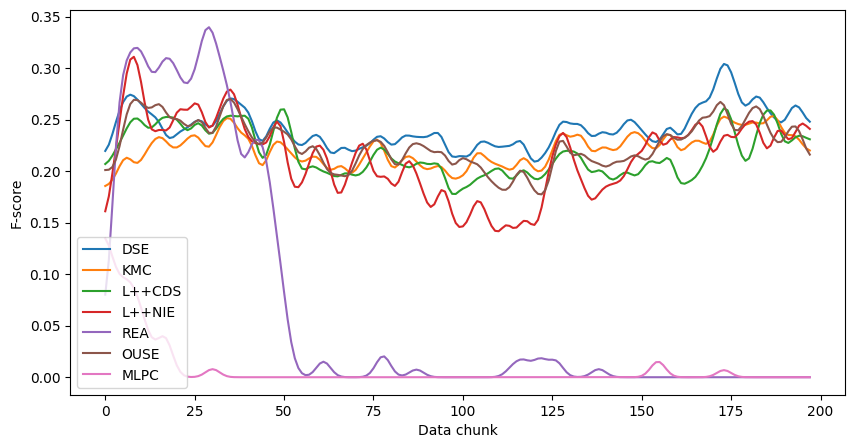 0.35
0.30
0.25
0.20
0.15
0.10
0.05
0.00
F-score
DSE
KMC
L++CDS
L++NIE
REA
OUSE
MLPC
0 25 50 75 100 125 150 175 200
Data chunk